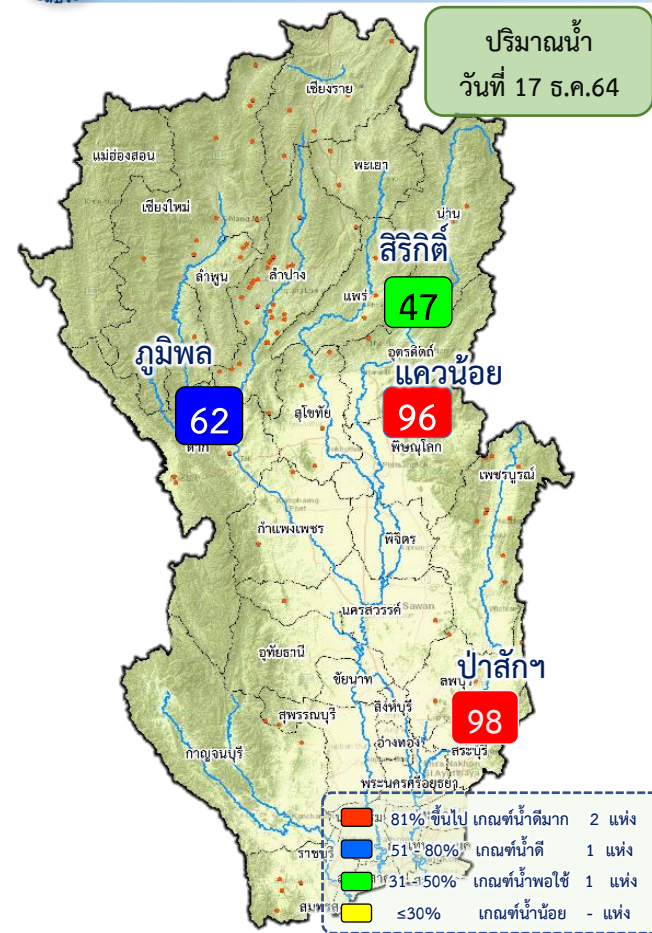 ปริมาณน้ำ
วันที่ 17 ธ.ค.64
เชียงราย
แม่ฮ่องสอน
พะเยา
เชียงใหม่
น่าน
สิริกิติ์
ลำพูน
ลำปาง
แพร่
47
ภูมิพล
อุตรดิตถ์
แควน้อย
62
สุโขทัย
96
ตาก
พิษณุโลก
เพชรบูรณ์
กำแพงเพชร
พิจิตร
นครสวรรค์
Sawan
อุทัยธานี
ป่าสักฯ
ชัยนาท
ลพบุรี
สุพรรณบุรี
สิงห์บุรี
98
อ่างทอง
กาญจนบุรี
สระบุรี
พระนครศรีอยุธยา
81% ขึ้นไป เกณฑ์น้ำดีมาก 2 แห่ง
51 - 80% เกณฑ์น้ำดี 1 แห่ง
ราชบุรี
31 - 50% เกณฑ์น้ำพอใช้ 1 แห่ง
≤30% เกณฑ์น้ำน้อย - แห่ง